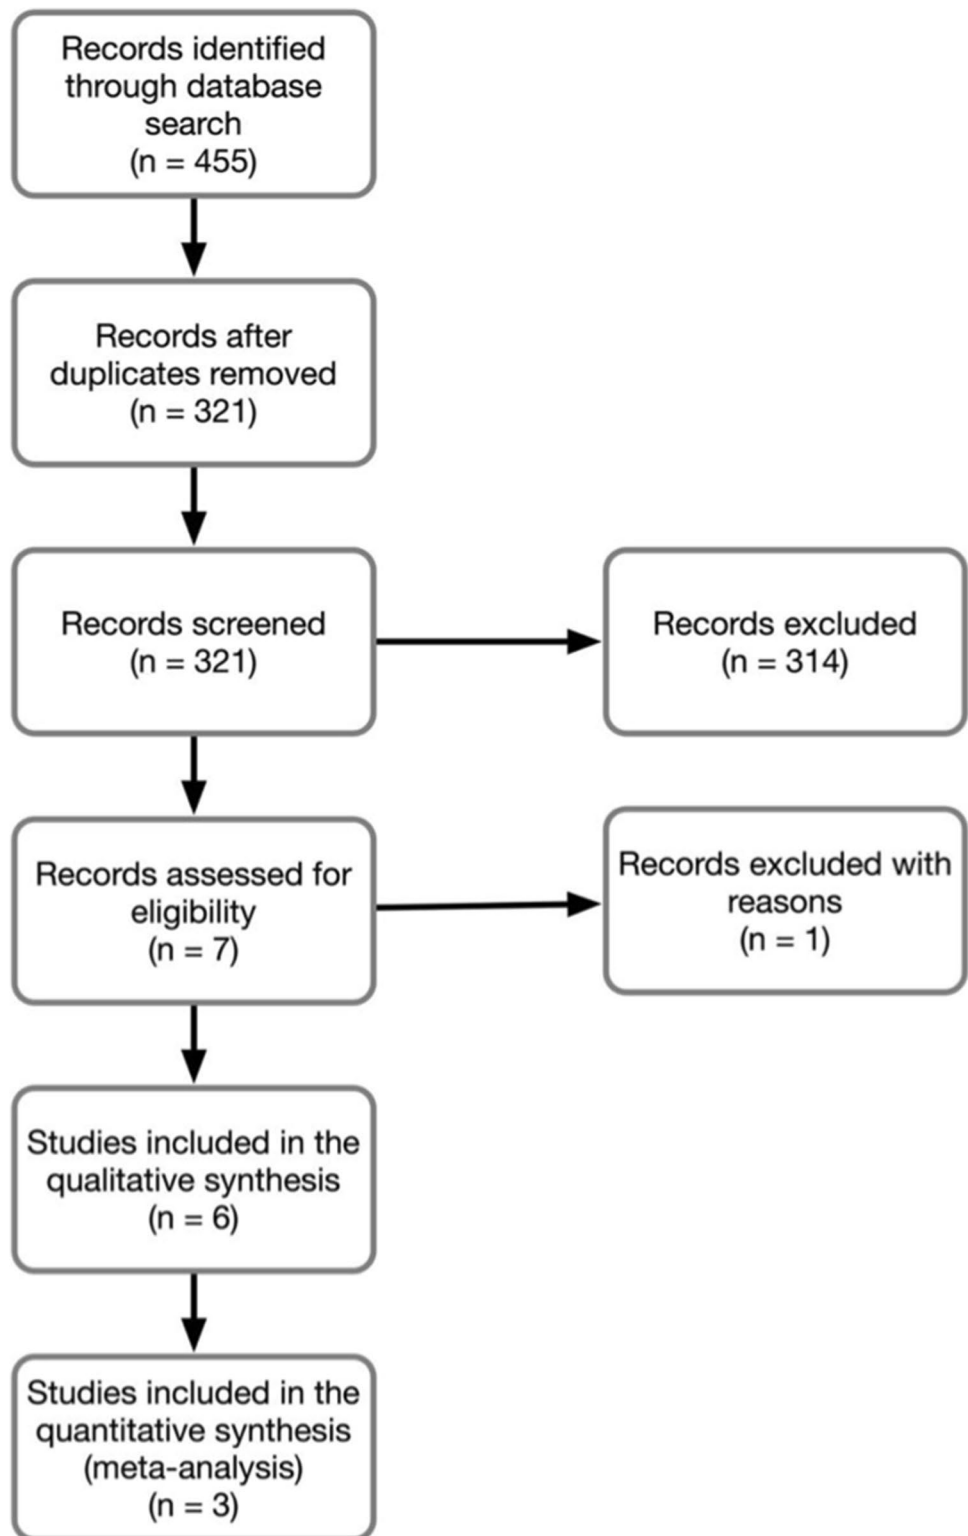 Records identified
through database
search
(n = 455)
Records after
duplicates removed
(n = 321)
Records screened
(n = 321)
Records excluded
(n = 314)
Records assessed for
eligibility
(n = 7)
Records excluded with
reasons
(n = 1)
Studies included in the
qualitative synthesis
(n = 6)
Studies included in the
quantitative synthesis
(meta-analysis)
(n = 3)